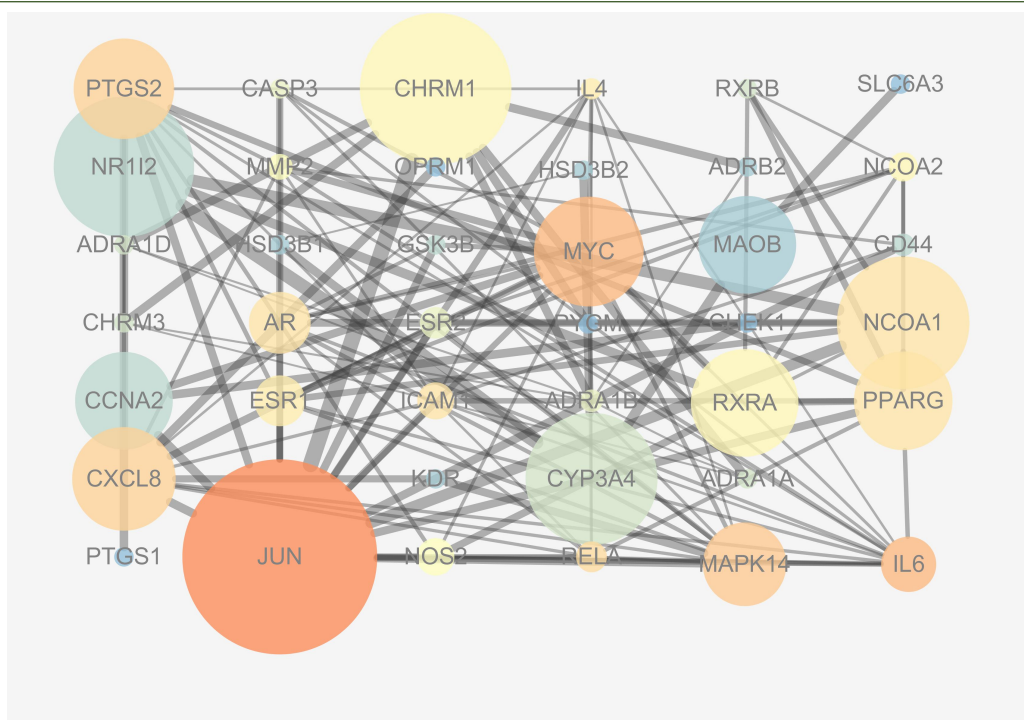 PTGS2 CASP3 CHRM1 IL4 RXRB SLC6A3
NR1I2 MMP2 OPRM1 HSD3B2 ADRB2 NCOA2
ADRA1D HSD3B1 GSK3B MYC MAOB CD44
CHRM3 AR ESR2 PYGM CHEK1 NCOA1
CCNA2 ESR1 ICAM1 ADRA1B RXRA PPARG
CXCL8 KDR CYP3A4 ADRA1A
PTGS1 JUN NOS2 RELA MAPK14 IL6